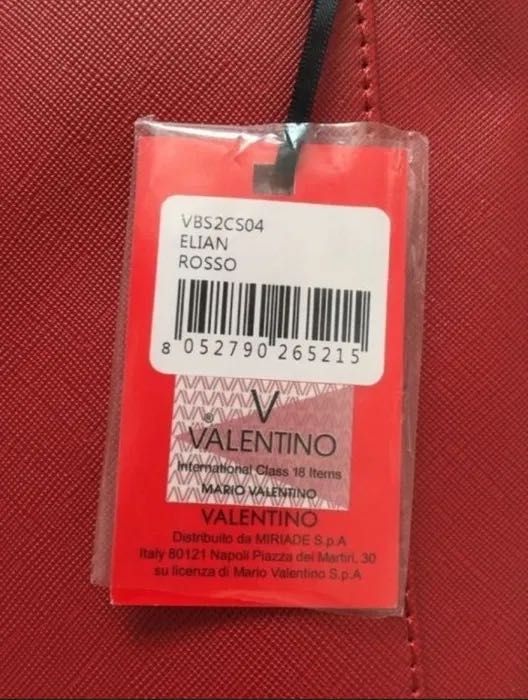 VBS2CS04
ELIAN
ROSSO
8 052790 265215
V
®
VALENTINO
International Class 18 Items
MARIO VALENTINO
VALENTINO
Distribuito da MIRIADE S.p.A
Italy 80121 Napoli Piazza dei Martiri, 30
su licenza di Mario Valentino S.p.A